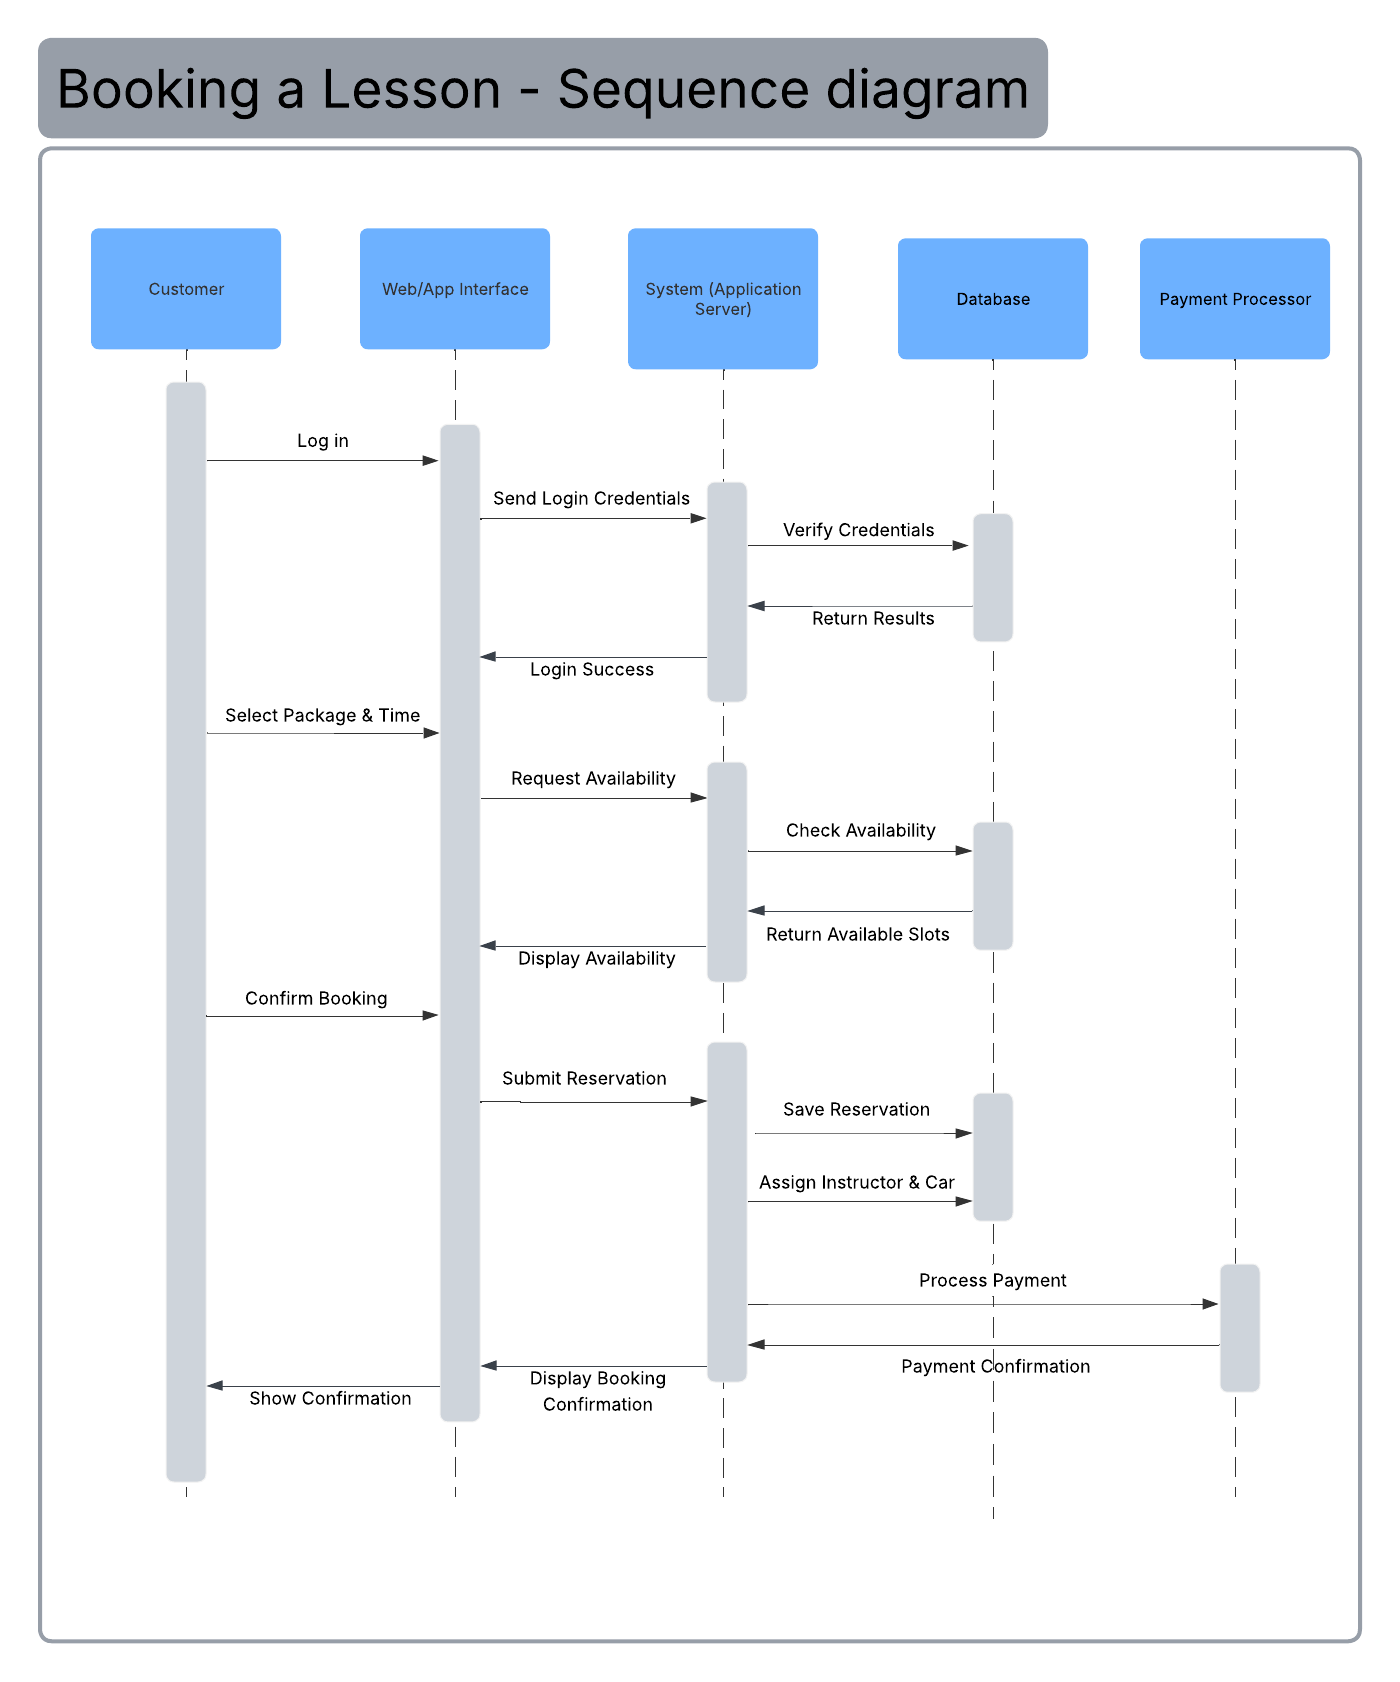 Booking a Lesson - Sequence diagram
Customer
Web/App Interface
System (Application
Server)
Database
Payment Processor
Log in
Send Login Credentials
Verify Credentials
Return Results
Login Success
Select Package & Time
Request Availability
Check Availability
Return Available Slots
Display Availability
Confirm Booking
Submit Reservation
Save Reservation
Assign Instructor & Car
Process Payment
Payment Confirmation
Display Booking
Confirmation
Show Confirmation